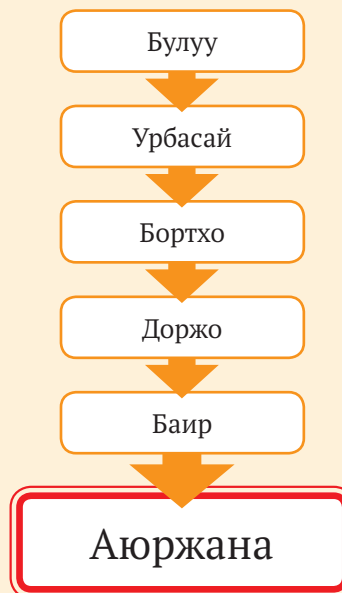 Булуу
Урбасай
Бортхо
Доржо
Баир
Аюржана